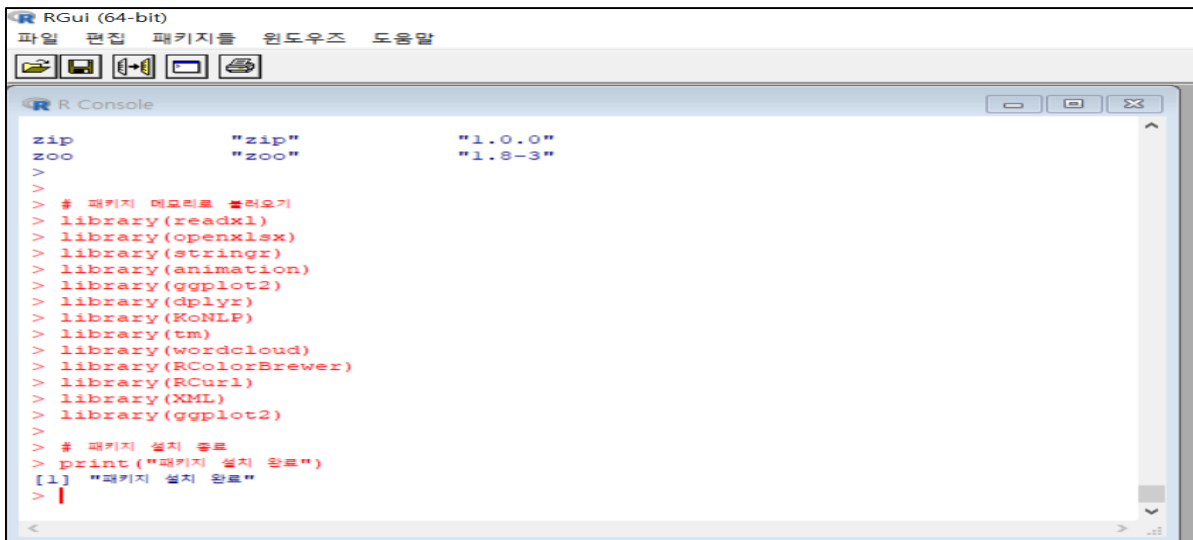 RGui (64-bit)
파일 편집 패키지들 윈도우즈 도움말
R Console
zip "zip" "1.0.0"
zoo "zoo" "1.8-3"
>
>
> # 패키지 메모리로 불러오기
> library(readxl)
> library(openxlsx)
> library(stringr)
> library(animation)
> library(ggplot2)
> library(dplyr)
> library(KoNLP)
> library(tm)
> library(wordcloud)
> library(RColorBrewer)
> library(RCurl)
> library(XML)
> library(ggplot2)
>
> # 패키지 설치 종료
> print("패키지 설치 완료")
[1] "패키지 설치 완료"
>